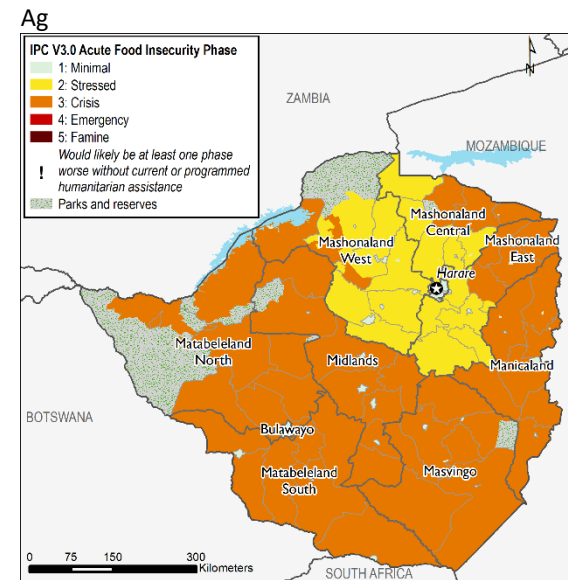 Ag
IPC V3.0 Acute Food Insecurity Phase
1: Minimal
2: Stressed
3: Crisis
4: Emergency
5: Famine
Would likely be at least one phase
! worse without current or programmed
humanitarian assistance
Parks and reserves
N
ZAMBIA
MOZAMBIQUE
Mashonaland
Central
Mashonaland
West
Mashonaland
East
Harare
Matabeleland
North
Midlands
Manicaland
BOTSWANA
Bulawayo
Matabeleland
South
Masvingo
0 75 150 300
Kilometers
SOUTH AFRICA